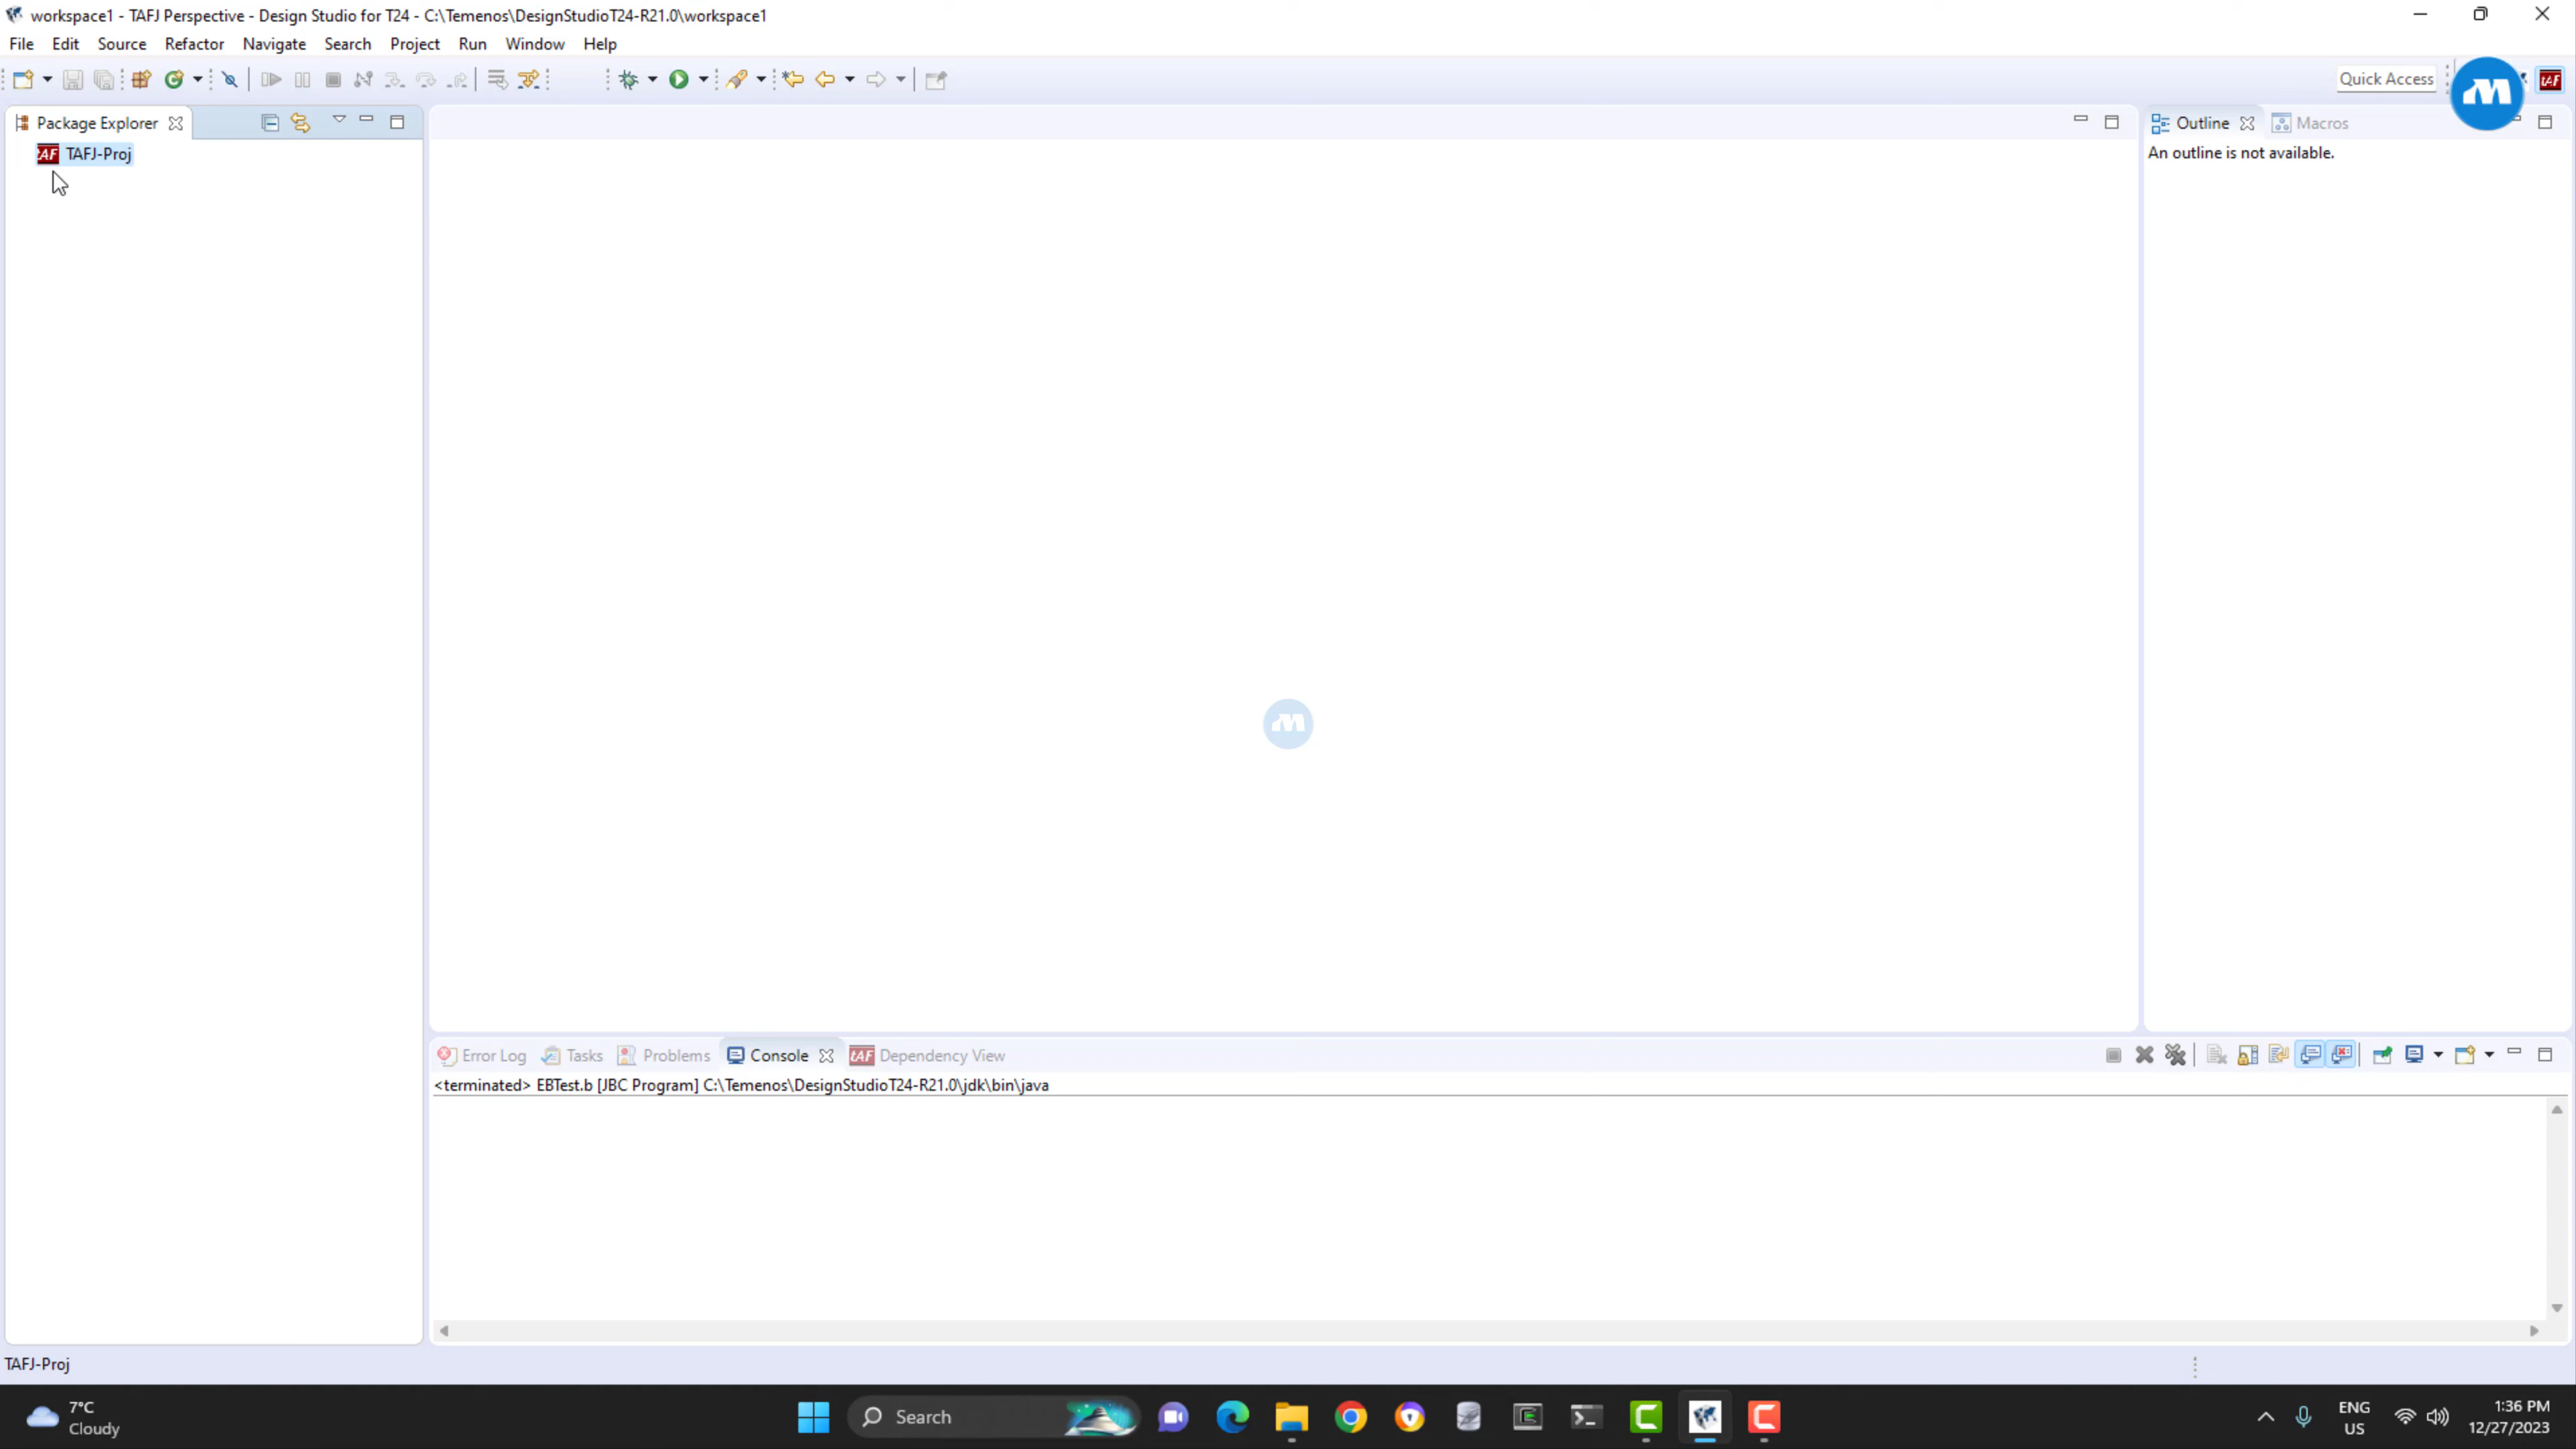 workspace1 - TAFJ Perspective - Design Studio for T24 - C:\Temenos\DesignStudioT24-R21.0\workspace1
File Edit Source Refactor Navigate Search Project Run Window Help
Quick Access
Package Explorer
Outline Macros
TAFJ-Proj
An outline is not available.
Error Log Tasks Problems Console Dependency View
<terminated> EBTest.b [JBC Program] C:\Temenos\DesignStudioT24-R21.0\jdk\bin\java
TAFJ-Proj
7°C
Cloudy
Search
ENG
US
1:36 PM
12/27/2023